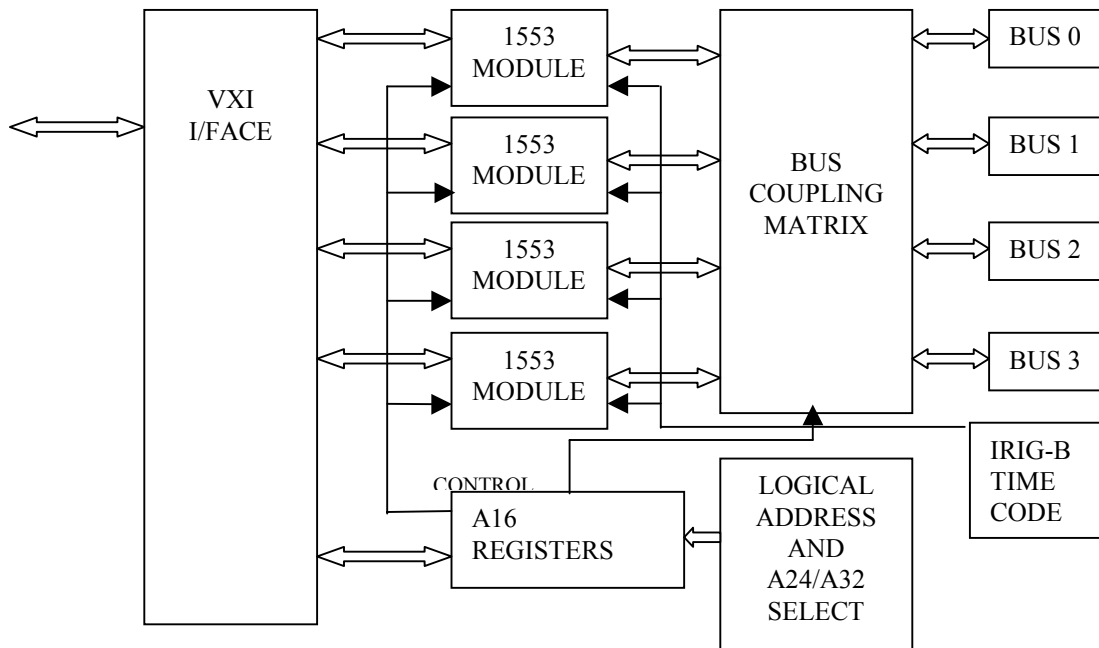 VXI
I/FACE
1553
MODULE
1553
MODULE
1553
MODULE
1553
MODULE
BUS
COUPLING
MATRIX
BUS 0
BUS 1
BUS 2
BUS 3
IRIG-B
TIME
CODE
CONTROL
A16
REGISTERS
LOGICAL
ADDRESS
AND
A24/A32
SELECT